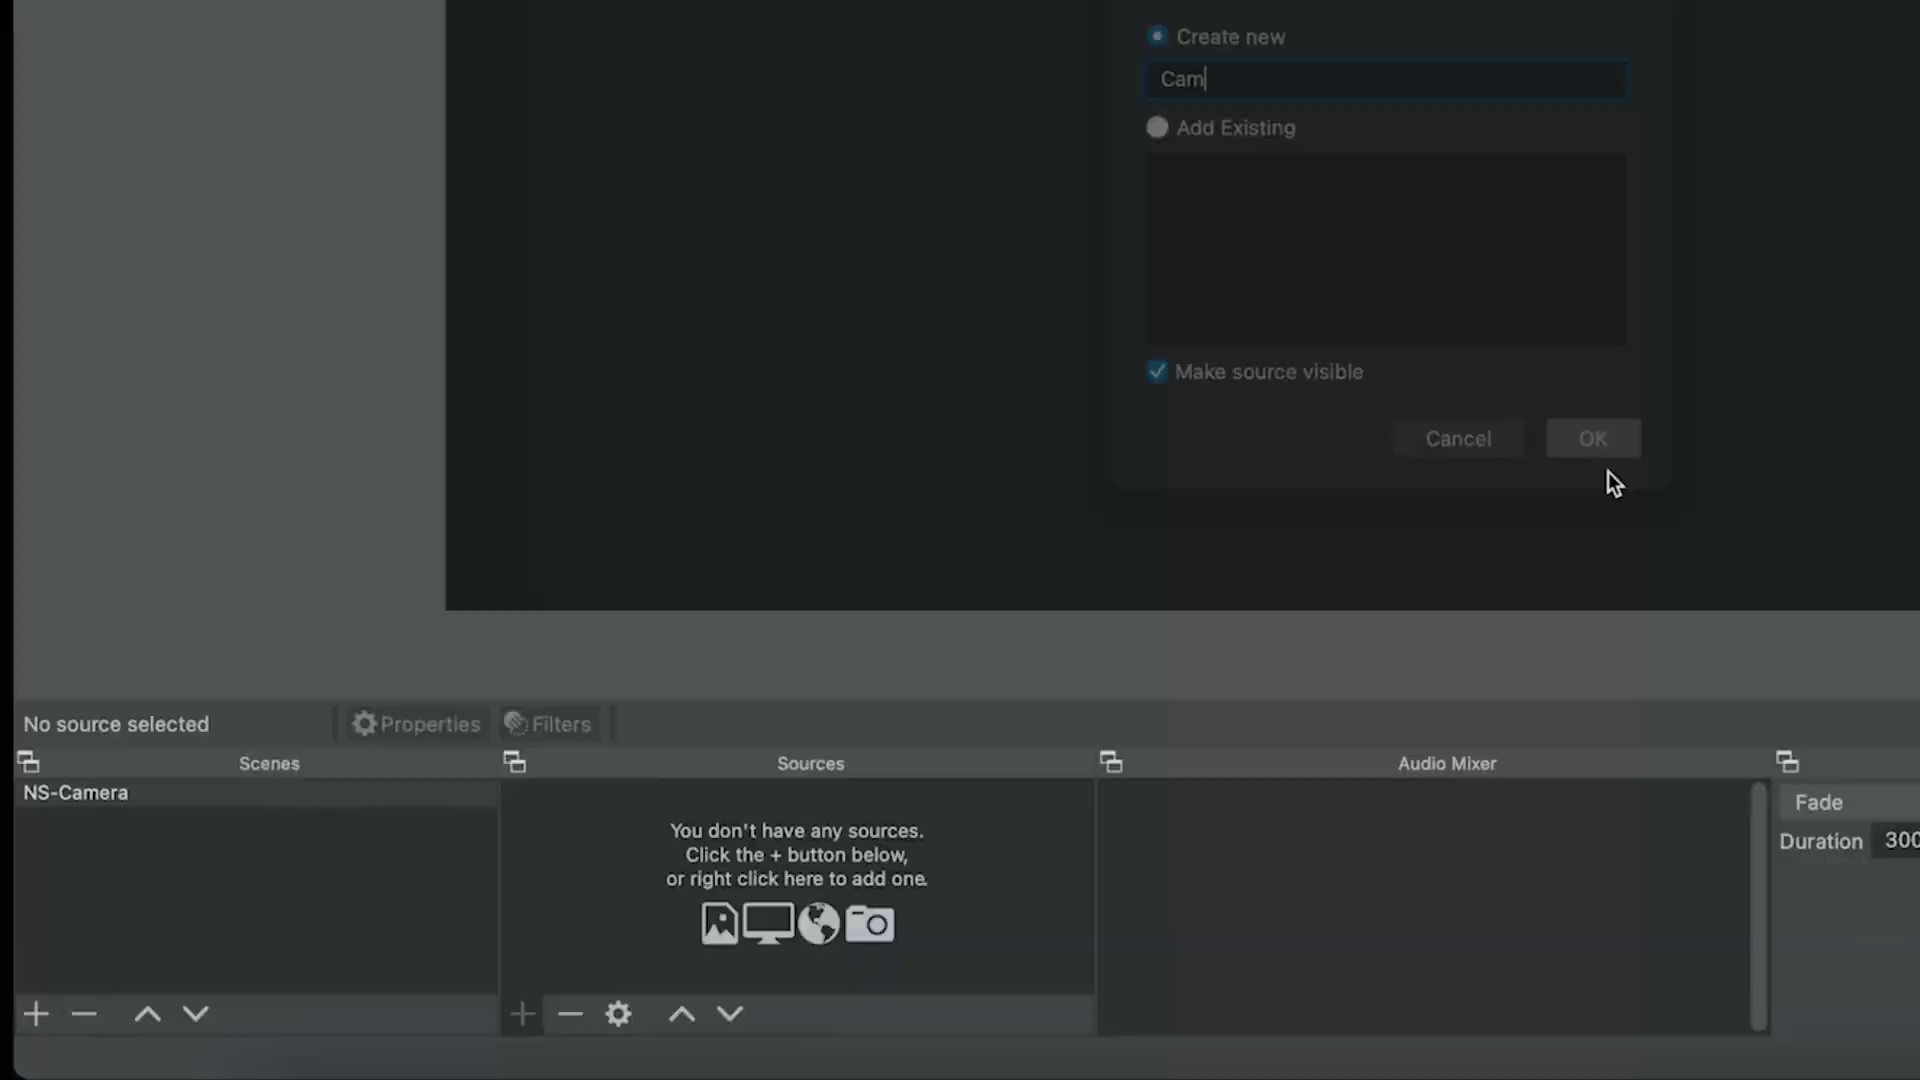 Create new
Cam
Add Existing
Make source visible
Cancel
OK
No source selected
Properties
Filters
Scenes
Sources
Audio Mixer
NS-Camera
You don't have any sources.
Click the + button below,
or right click here to add one.
Fade
Duration
300